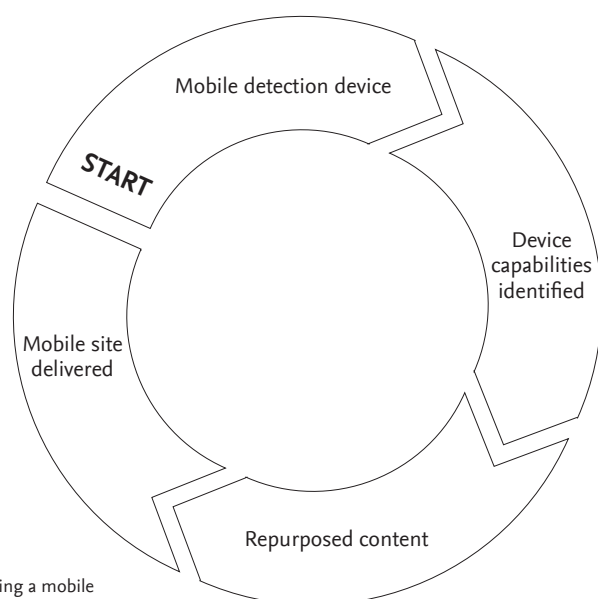 Mobile detection device
START
Device
capabilities
identified
Repurposed content
Mobile site
delivered
ing a mobile